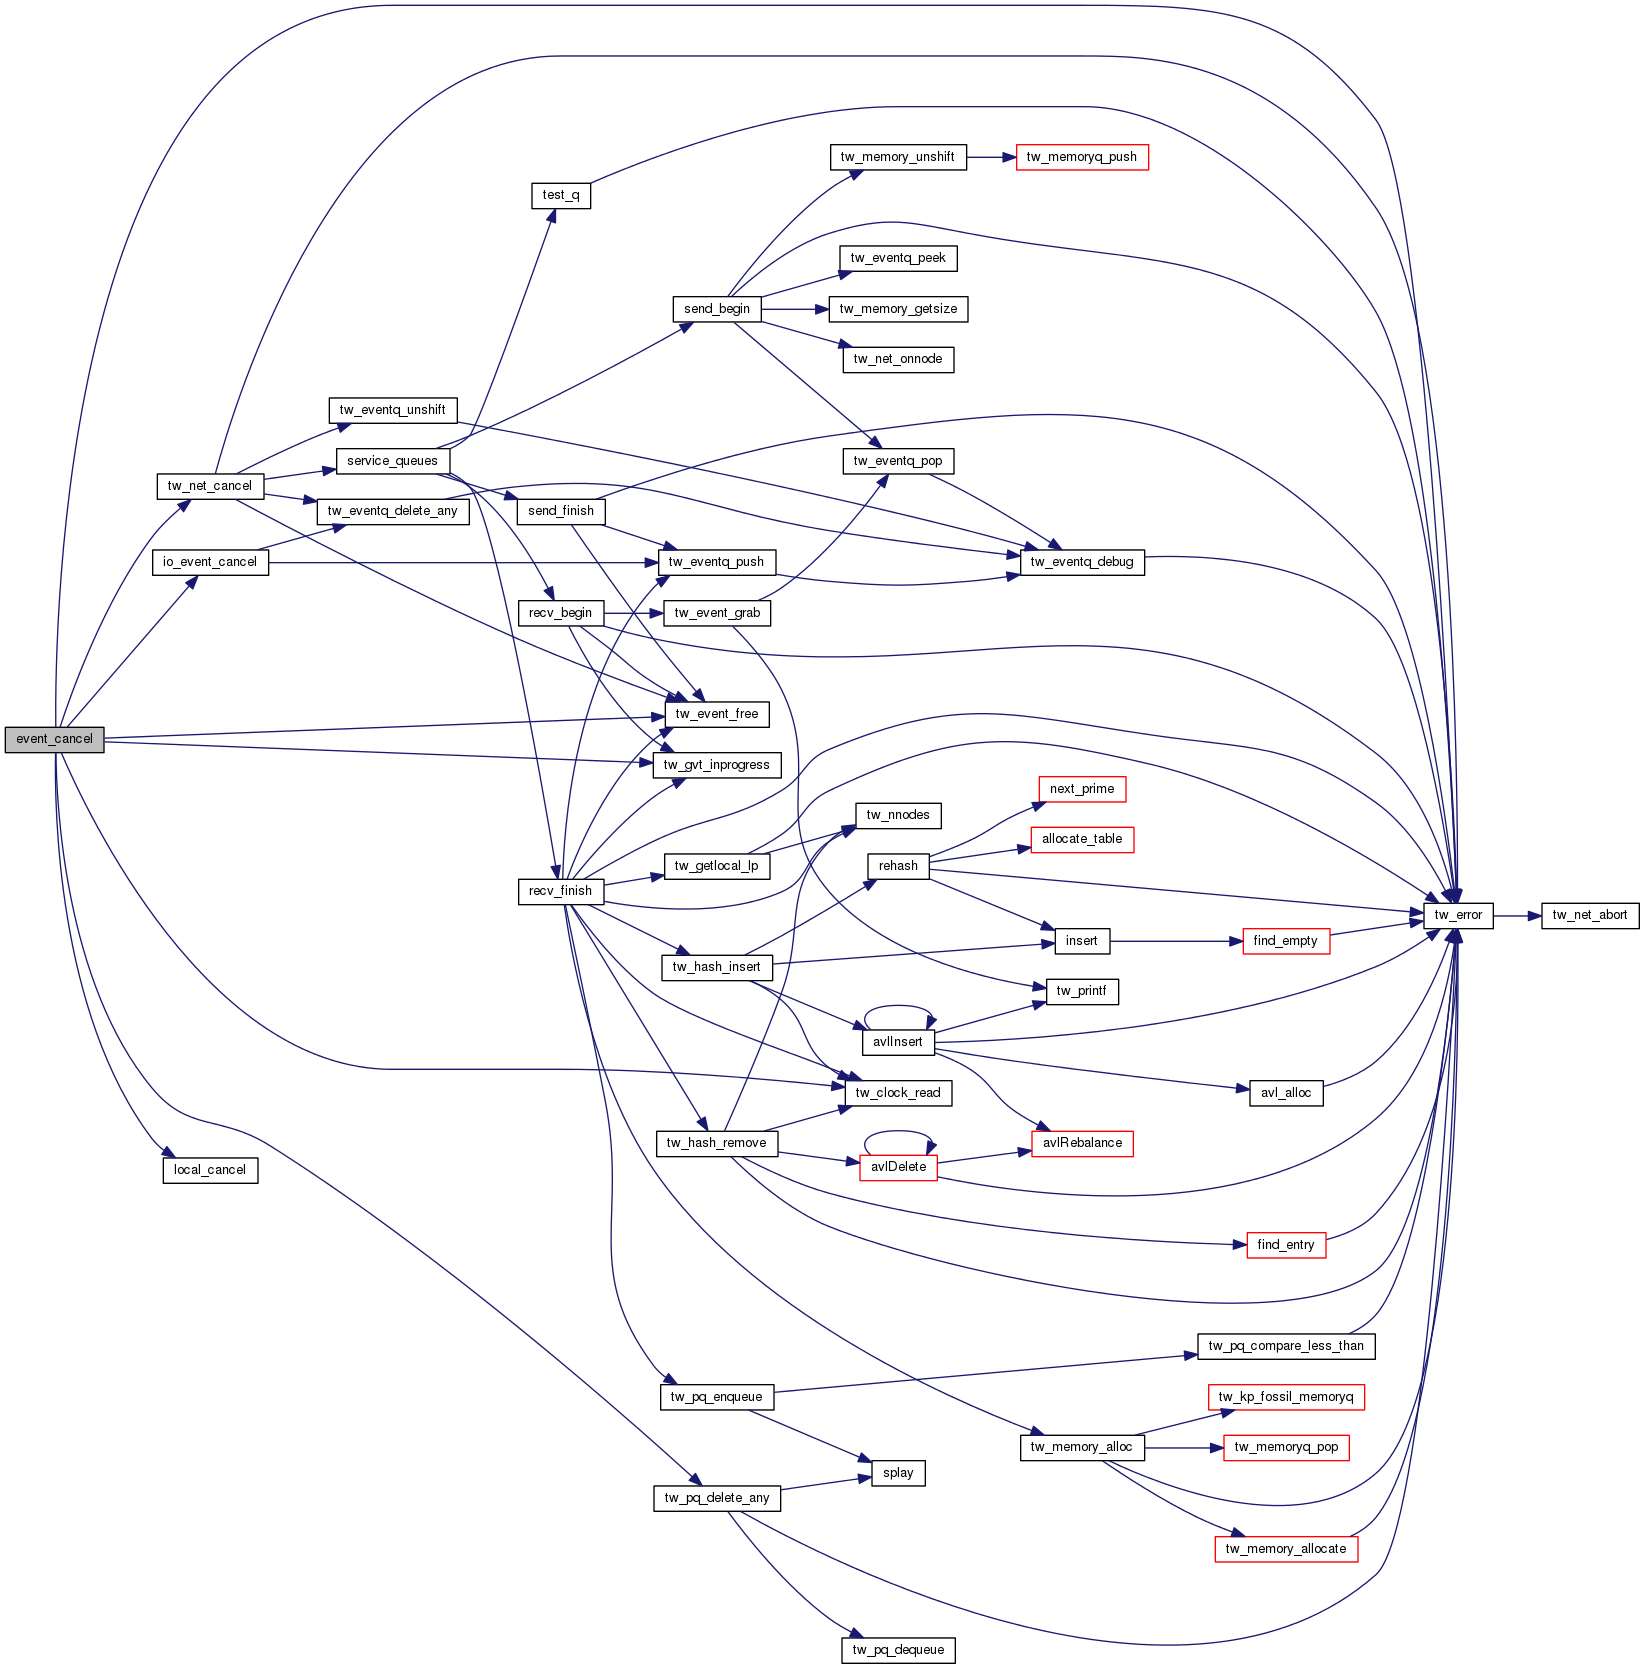 tw_memory_unshift
tw_memoryq_push
test_q
tw_eventq_peek
send_begin
tw_memory_getsize
tw_net_onnode
tw_eventq_unshift
service_queues
tw_eventq_pop
tw_net_cancel
tw_eventq_delete_any
send_finish
io_event_cancel
tw_eventq_push
tw_eventq_debug
recv_begin
tw_event_grab
tw_event_free
event_cancel
tw_gvt_inprogress
next_prime
tw_nnodes
allocate_table
tw_getlocal_lp
rehash
recv_finish
tw_error
tw_net_abort
insert
find_empty
tw_hash_insert
tw_printf
avlInsert
tw_clock_read
avl_alloc
tw_hash_remove
avlRebalance
local_cancel
avlDelete
find_entry
tw_pq_compare_less_than
tw_pq_enqueue
tw_kp_fossil_memoryq
tw_memory_alloc
tw_memoryq_pop
splay
tw_pq_delete_any
tw_memory_allocate
tw_pq_dequeue